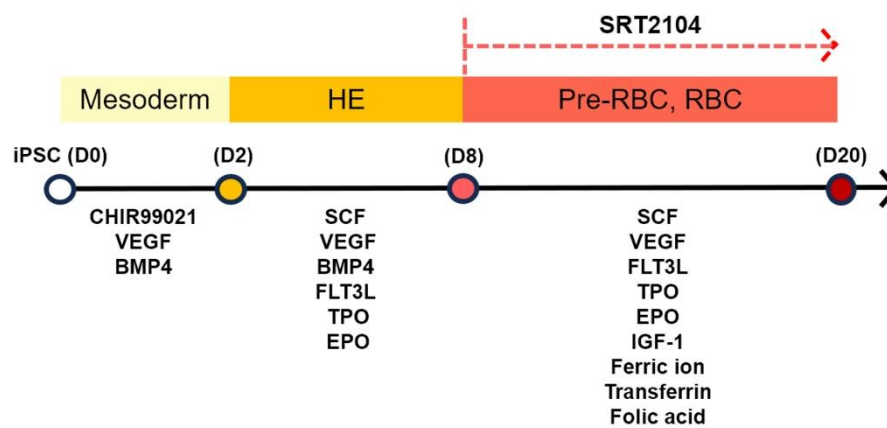 SRT2104
Mesoderm HE Pre-RBC, RBC
iPSC (D0) (D2) (D8) (D20)
CHIR99021
VEGF
BMP4
SCF
VEGF
BMP4
FLT3L
TPO
EPO
SCF
VEGF
FLT3L
TPO
EPO
IGF-1
Ferric ion
Transferrin
Folic acid